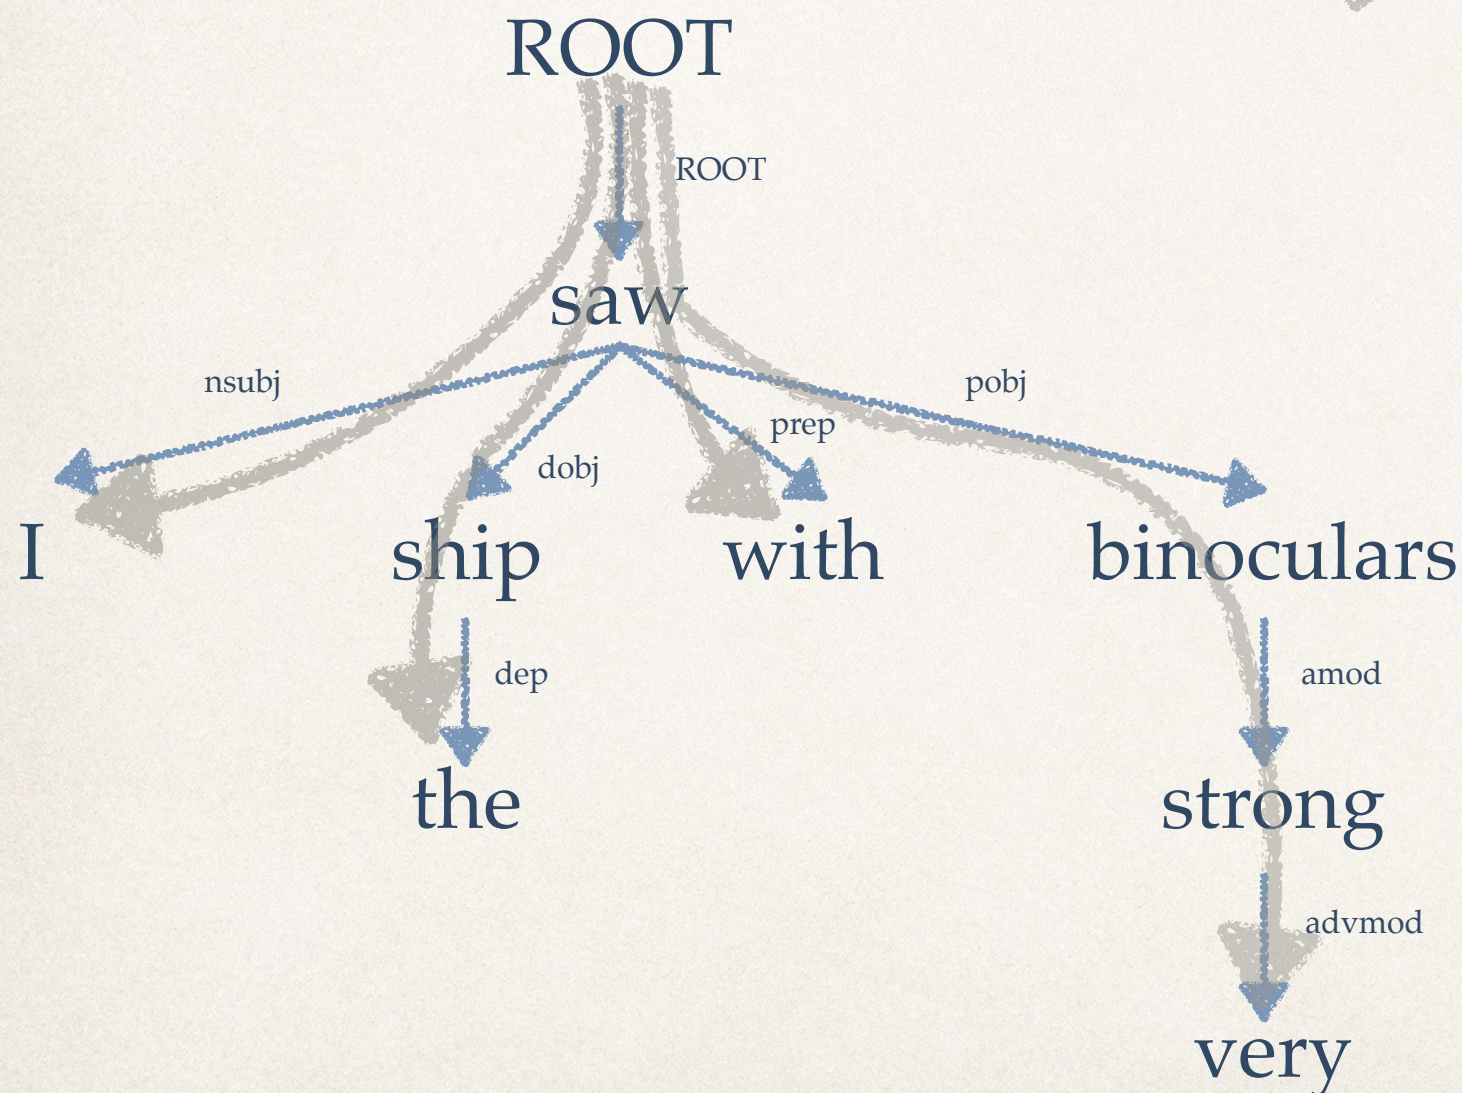 ROOT
ROOT
saw
nsubj
pobj
prep
dobj
I ship with binoculars
dep
amod
the strong
advmod
very